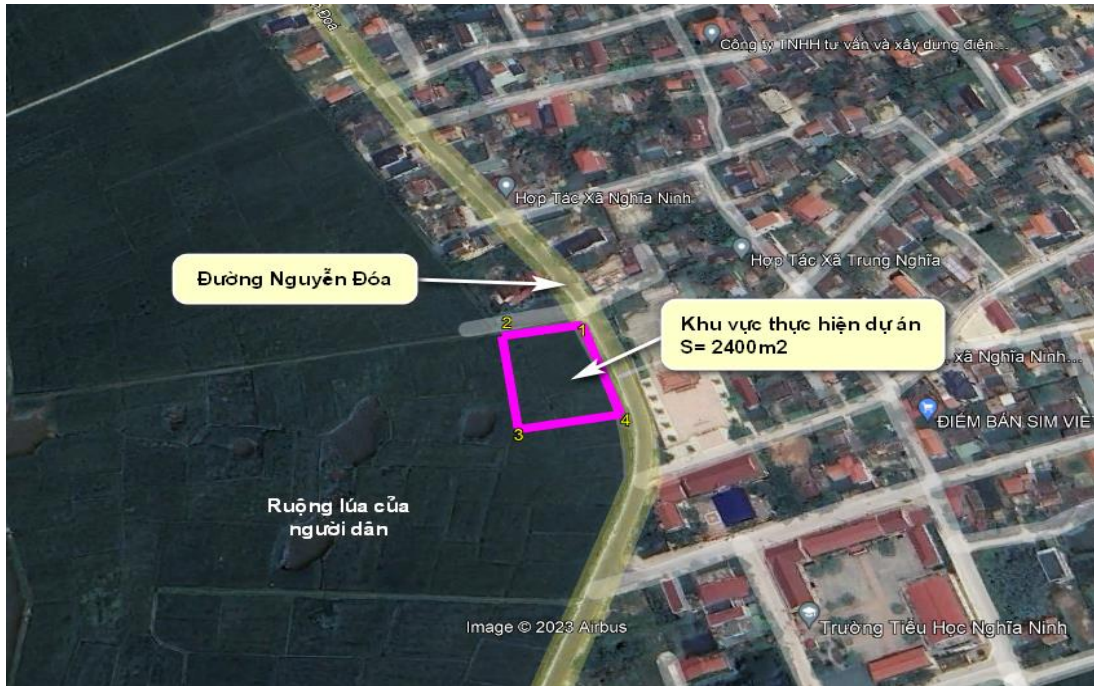 Đoá
Công ty TNHH tư vấn và xây dựng điện...
Hợp Tác Xã Nghĩa Ninh
Hợp Tác Xã Trung Nghĩa
Đường Nguyễn Đóa
Khu vực thực hiện dự án
S= 2400m2
2
1
xã Nghĩa Ninh...
3
4
ĐIỂM BÁN SIM VIET
Ruộng lúa của
người dân
Image © 2023 Airbus
Trường Tiểu Học Nghĩa Ninh